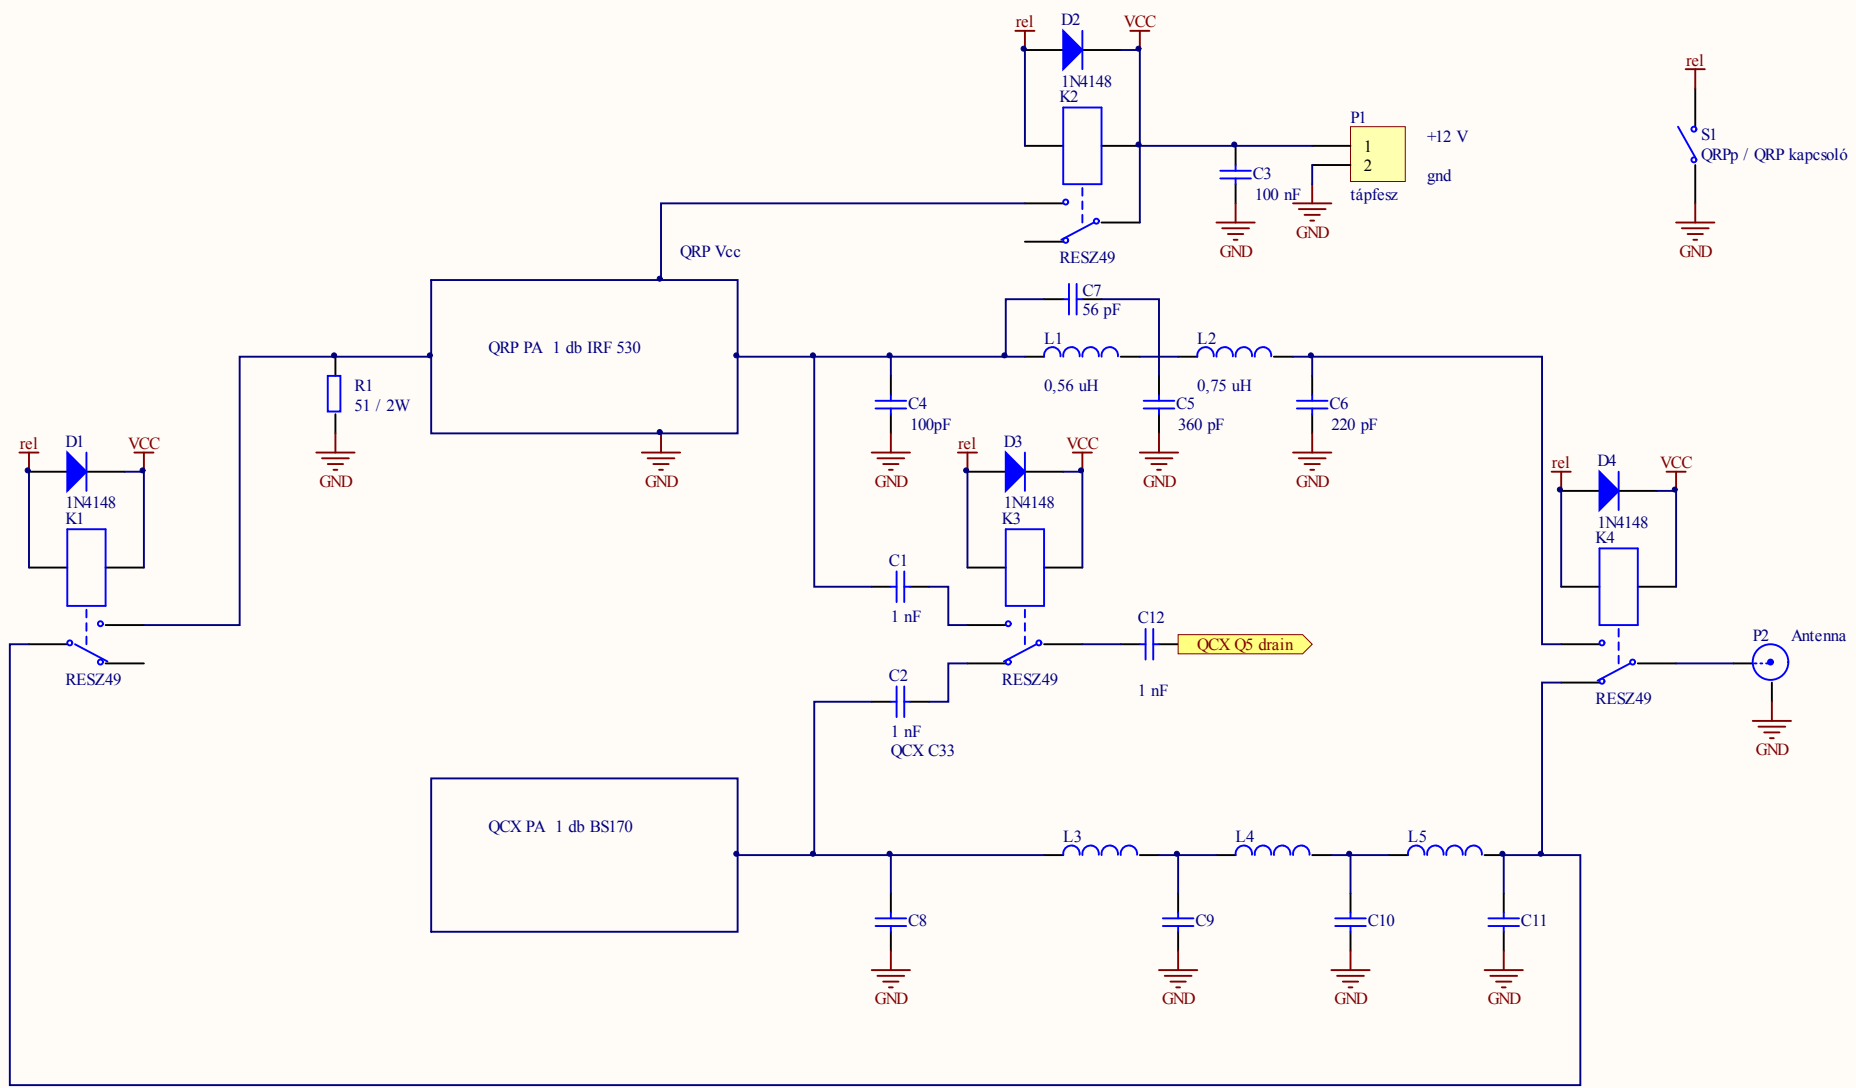 rel
D2
VCC
1N4148
K2
RESZ49
P1
1
2
tápfesz
+12 V
gnd
C3
100 nF
GND
GND
rel
S1
QRPp / QRP kapcsoló
GND
QRP Vcc
QRP PA 1 db IRF 530
GND
R1
51 / 2W
GND
C7
56 pF
L1
0,56 uH
L2
0,75 uH
C4
100pF
GND
C5
360 pF
GND
C6
220 pF
GND
rel
D1
VCC
1N4148
K1
RESZ49
rel
D3
VCC
1N4148
K3
RESZ49
C1
1 nF
C2
1 nF
QCX C33
C12
1 nF
QCX Q5 drain
rel
D4
VCC
1N4148
K4
RESZ49
P2
Antenna
GND
QCX PA 1 db BS170
L3
L4
L5
C8
GND
C9
GND
C10
GND
C11
GND